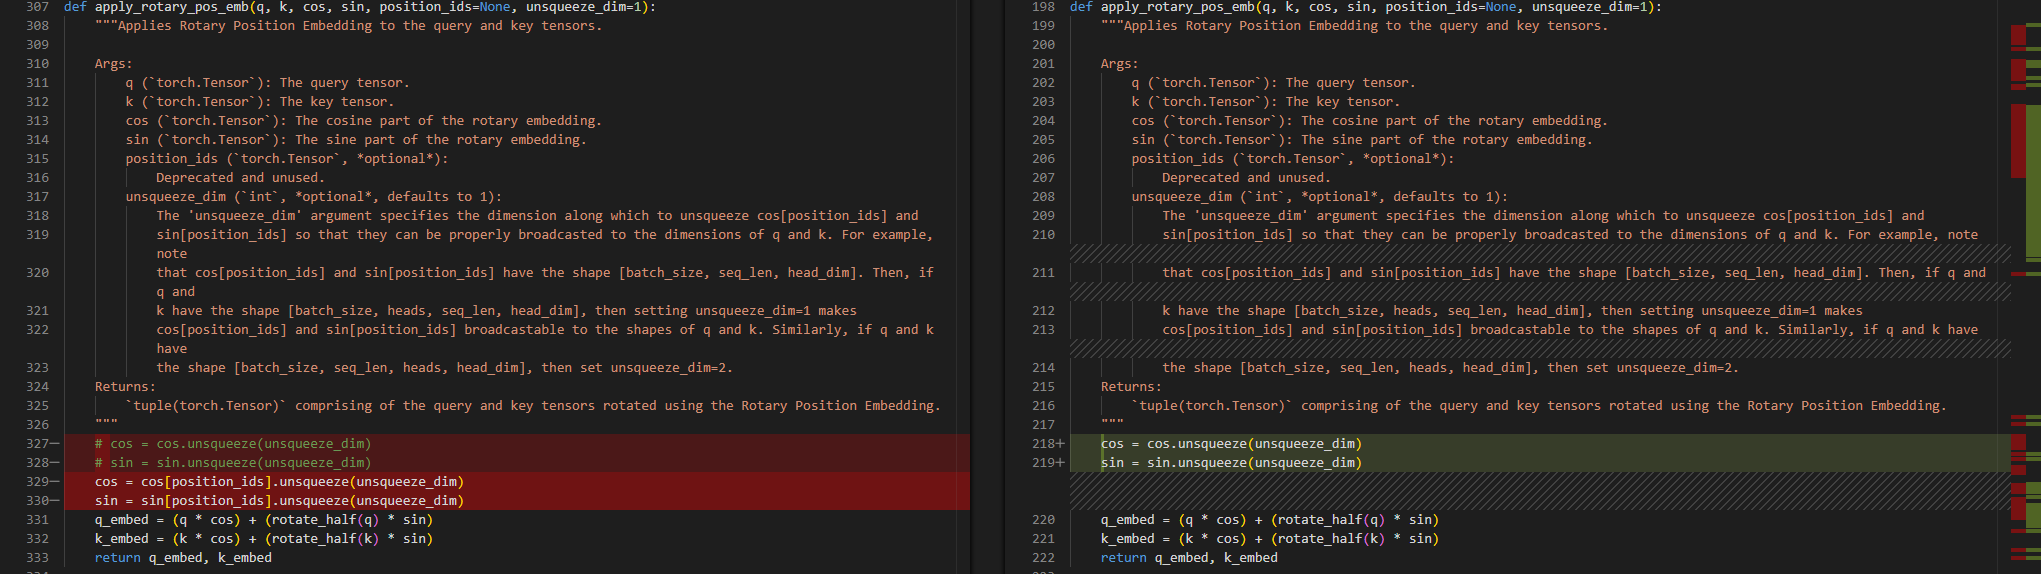 307 def apply_rotary_pos_emb(q, k, cos, sin, position_ids=None, unsqueeze_dim=1):
308 """Applies Rotary Position Embedding to the query and key tensors.
309
310 Args:
311 q (`torch.Tensor`): The query tensor.
312 k (`torch.Tensor`): The key tensor.
313 cos (`torch.Tensor`): The cosine part of the rotary embedding.
314 sin (`torch.Tensor`): The sine part of the rotary embedding.
315 position_ids (`torch.Tensor`, *optional*):
316 Deprecated and unused.
317 unsqueeze_dim (`int`, *optional*, defaults to 1):
318 The 'unsqueeze_dim' argument specifies the dimension along which to unsqueeze cos[position_ids] and
319 sin[position_ids] so that they can be properly broadcasted to the dimensions of q and k. For example,
note
320 that cos[position_ids] and sin[position_ids] have the shape [batch_size, seq_len, head_dim]. Then, if
q and
321 k have the shape [batch_size, heads, seq_len, head_dim], then setting unsqueeze_dim=1 makes
322 cos[position_ids] and sin[position_ids] broadcastable to the shapes of q and k. Similarly, if q and k
have
323 the shape [batch_size, seq_len, heads, head_dim], then set unsqueeze_dim=2.
324 Returns:
325 `tuple(torch.Tensor)` comprising of the query and key tensors rotated using the Rotary Position Embedding.
326 """
327— # cos = cos.unsqueeze(unsqueeze_dim)
328— # sin = sin.unsqueeze(unsqueeze_dim)
329— cos = cos[position_ids].unsqueeze(unsqueeze_dim)
330— sin = sin[position_ids].unsqueeze(unsqueeze_dim)
331 q_embed = (q * cos) + (rotate_half(q) * sin)
332 k_embed = (k * cos) + (rotate_half(k) * sin)
333 return q_embed, k_embed
198 def apply_rotary_pos_emb(q, k, cos, sin, position_ids=None, unsqueeze_dim=1):
199 """Applies Rotary Position Embedding to the query and key tensors.
200
201 Args:
202 q (`torch.Tensor`): The query tensor.
203 k (`torch.Tensor`): The key tensor.
204 cos (`torch.Tensor`): The cosine part of the rotary embedding.
205 sin (`torch.Tensor`): The sine part of the rotary embedding.
206 position_ids (`torch.Tensor`, *optional*):
207 Deprecated and unused.
208 unsqueeze_dim (`int`, *optional*, defaults to 1):
209 The 'unsqueeze_dim' argument specifies the dimension along which to unsqueeze cos[position_ids] and
210 sin[position_ids] so that they can be properly broadcasted to the dimensions of q and k. For example, note
211 that cos[position_ids] and sin[position_ids] have the shape [batch_size, seq_len, head_dim]. Then, if q and
212 k have the shape [batch_size, heads, seq_len, head_dim], then setting unsqueeze_dim=1 makes
213 cos[position_ids] and sin[position_ids] broadcastable to the shapes of q and k. Similarly, if q and k have
214 the shape [batch_size, seq_len, heads, head_dim], then set unsqueeze_dim=2.
215 Returns:
216 `tuple(torch.Tensor)` comprising of the query and key tensors rotated using the Rotary Position Embedding.
217 """
218+ cos = cos.unsqueeze(unsqueeze_dim)
219+ sin = sin.unsqueeze(unsqueeze_dim)
220 q_embed = (q * cos) + (rotate_half(q) * sin)
221 k_embed = (k * cos) + (rotate_half(k) * sin)
222 return q_embed, k_embed